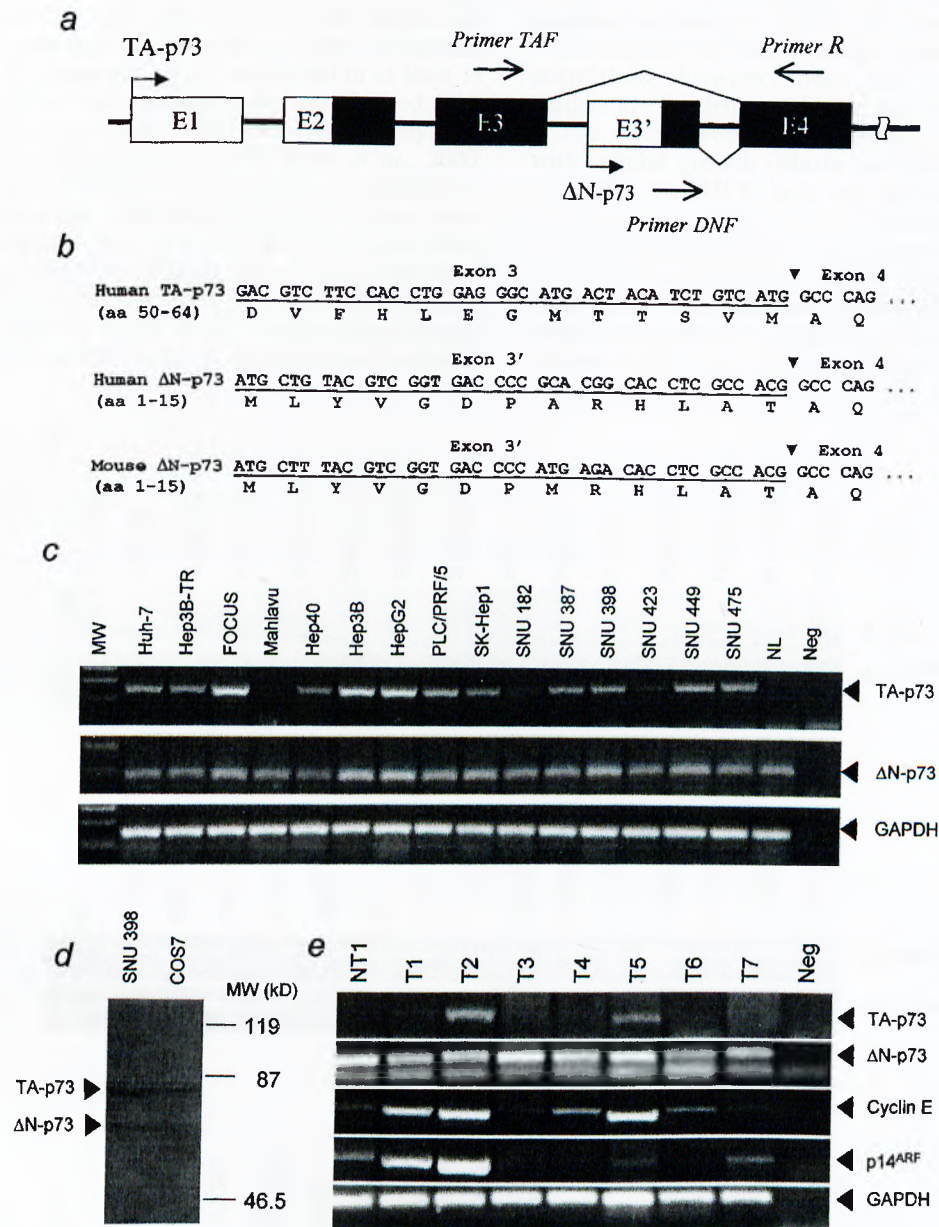 a
TA-p73
Primer TAF
Primer R
E1
E2
E3
E3'
E4
ΔN-p73
Primer DNF
b
Exon 3
Exon 4
Human TA-p73 GAC GTC TTC CAC CTG GAG GGC ATG ACT ACA TCT GTC ATG GCC CAG ...
(aa 50-64) D V F H L E G M T T S V M A Q
Exon 3'
Exon 4
Human ΔN-p73 ATG CTG TACG GTC GGT GAC CCC GCA CGG CAC CTC GCC ACG GCC CAG ...
(aa 1-15) M L Y V G D P A R H L A T A Q
Exon 3'
Exon 4
Mouse ΔN-p73 ATG CTT TACG GTC GGT GAC CCC ATG AGA CAC CTC GCC ACG GCC CAG ...
(aa 1-15) M L Y V G D P M R H L A T A Q
c
MW
Huh-7
Hep3B-TR
FOCUS
Mahlavu
Hep40
Hep3B
HepG2
PLC/PRF/5
SK-Hep1
SNU 182
SNU 387
SNU 398
SNU 423
SNU 449
SNU 475
NL
Neg
TA-p73
ΔN-p73
GAPDH
d
SNU 398
COS7
MW (kD)
119
87
46.5
TA-p73
ΔN-p73
e
NT1
T1
T2
T3
T4
T5
T6
T7
Neg
TA-p73
ΔN-p73
Cyclin E
p14ARF
GAPDH